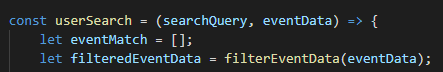 const userSearch = (searchQuery, eventData) => {
    let eventMatch = [];
    let filteredEventData = filterEventData(eventData);